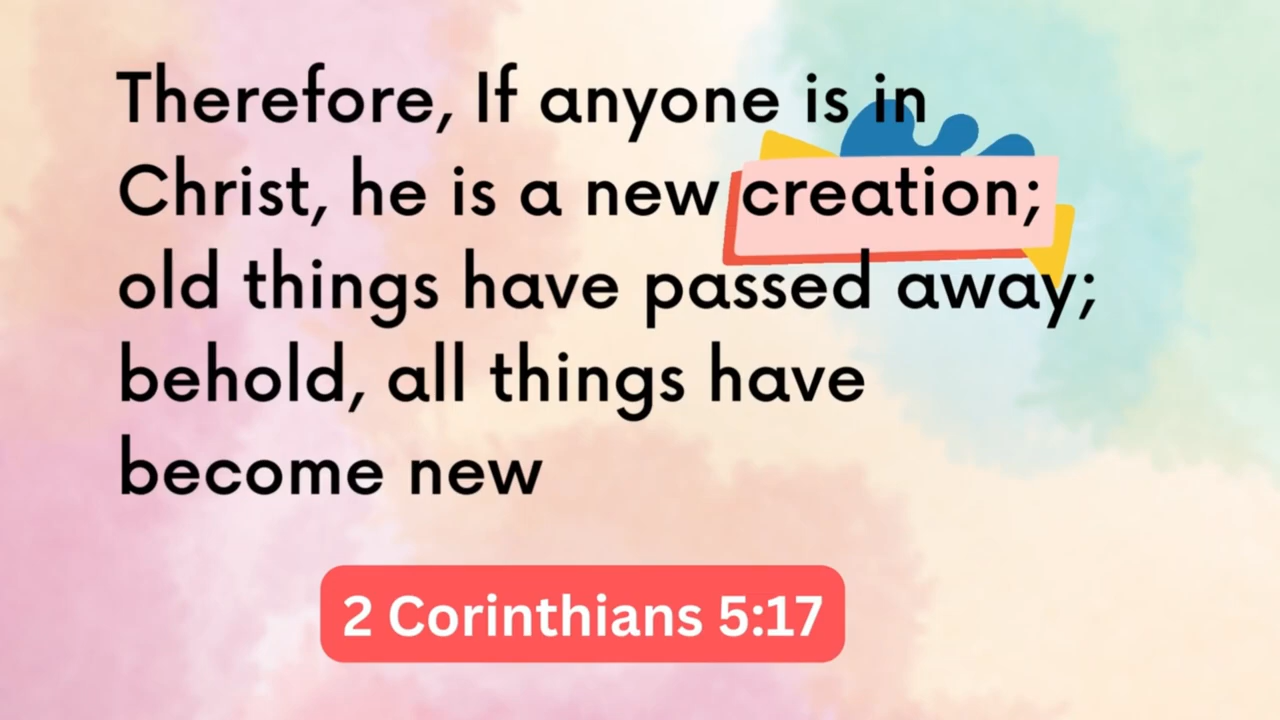 Therefore, If anyone is in
Christ, he is a new creation;
old things have passed away;
behold, all things have
become new
2 Corinthians 5:17